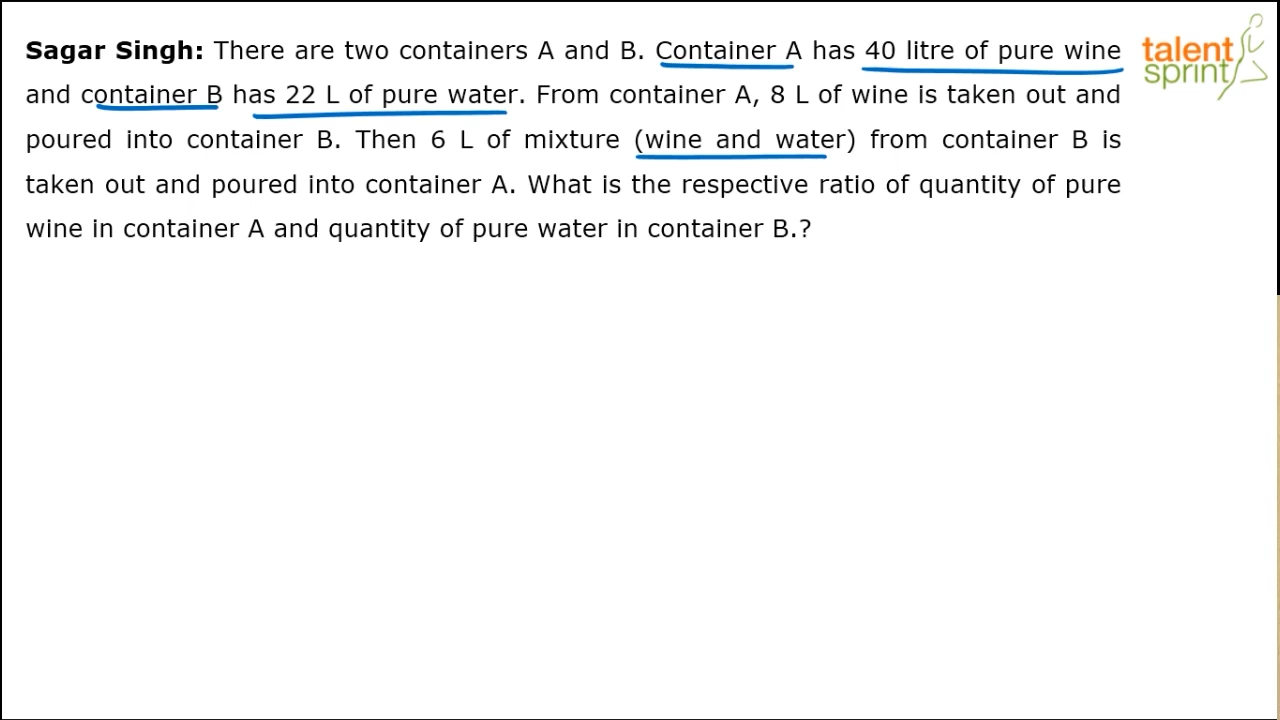 Sagar Singh: There are two containers A and B. Container A has 40 litre of pure wine
and container B has 22 L of pure water. From container A, 8 L of wine is taken out and
poured into container B. Then 6 L of mixture (wine and water) from container B is
taken out and poured into container A. What is the respective ratio of quantity of pure
wine in container A and quantity of pure water in container B.?
talent
sprint